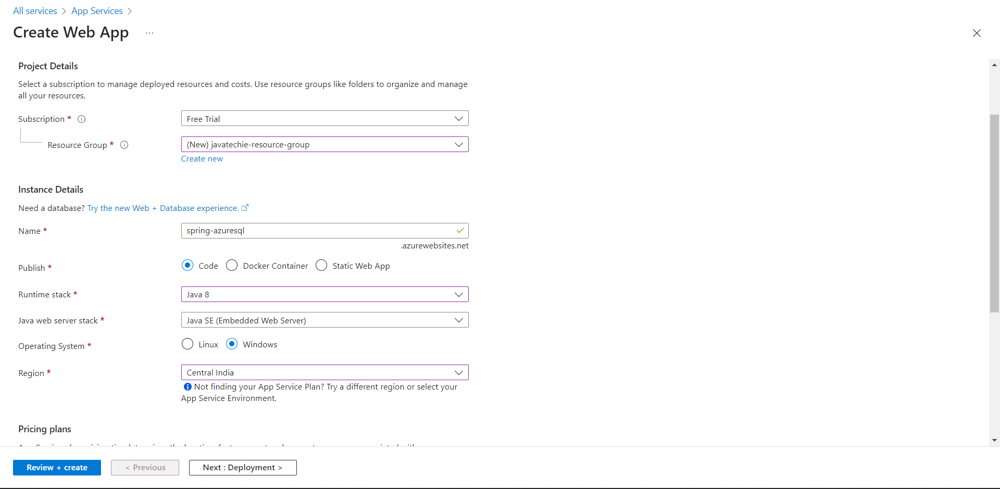 All services > App Services >
Create Web App ...
Project Details
Select a subscription to manage deployed resources and costs. Use resource groups like folders to organize and manage
all your resources.
Subscription *
Free Trial
Resource Group *
(New) javatechie-resource-group
Create new
Instance Details
Need a database? Try the new Web + Database experience.
Name *
spring-azuresql
.azurewebsites.net
Publish *
Code Docker Container Static Web App
Runtime stack *
Java 8
Java web server stack *
Java SE (Embedded Web Server)
Operating System *
Linux Windows
Region *
Central India
Not finding your App Service Plan? Try a different region or select your
App Service Environment.
Pricing plans
Review + create < Previous Next : Deployment >